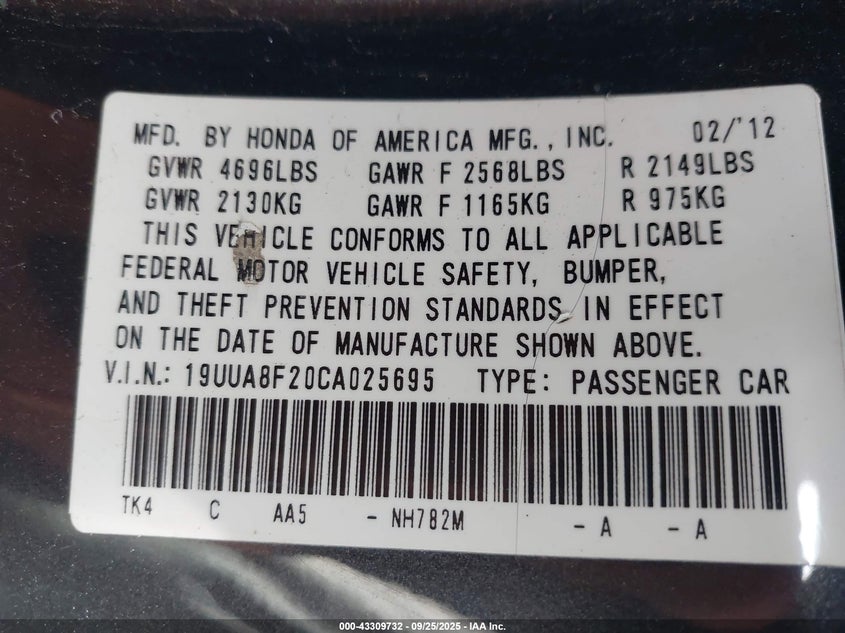 MFD. BY HONDA OF AMERICA MFG., INC. 02/'12
GVWR 4696LBS GAWR F 2568LBS R 2149LBS
GVWR 2130KG GAWR F 1165KG R 975KG
THIS VEHICLE CONFORMS TO ALL APPLICABLE
FEDERAL MOTOR VEHICLE SAFETY, BUMPER,
AND THEFT PREVENTION STANDARDS IN EFFECT
ON THE DATE OF MANUFACTURE SHOWN ABOVE.
V.I.N.: 19UUA8F20CA025695 TYPE: PASSENGER CAR
TK4 C AA5 - NH782M - A - A
000-43309732 - 09/25/2025 - IAA Inc.